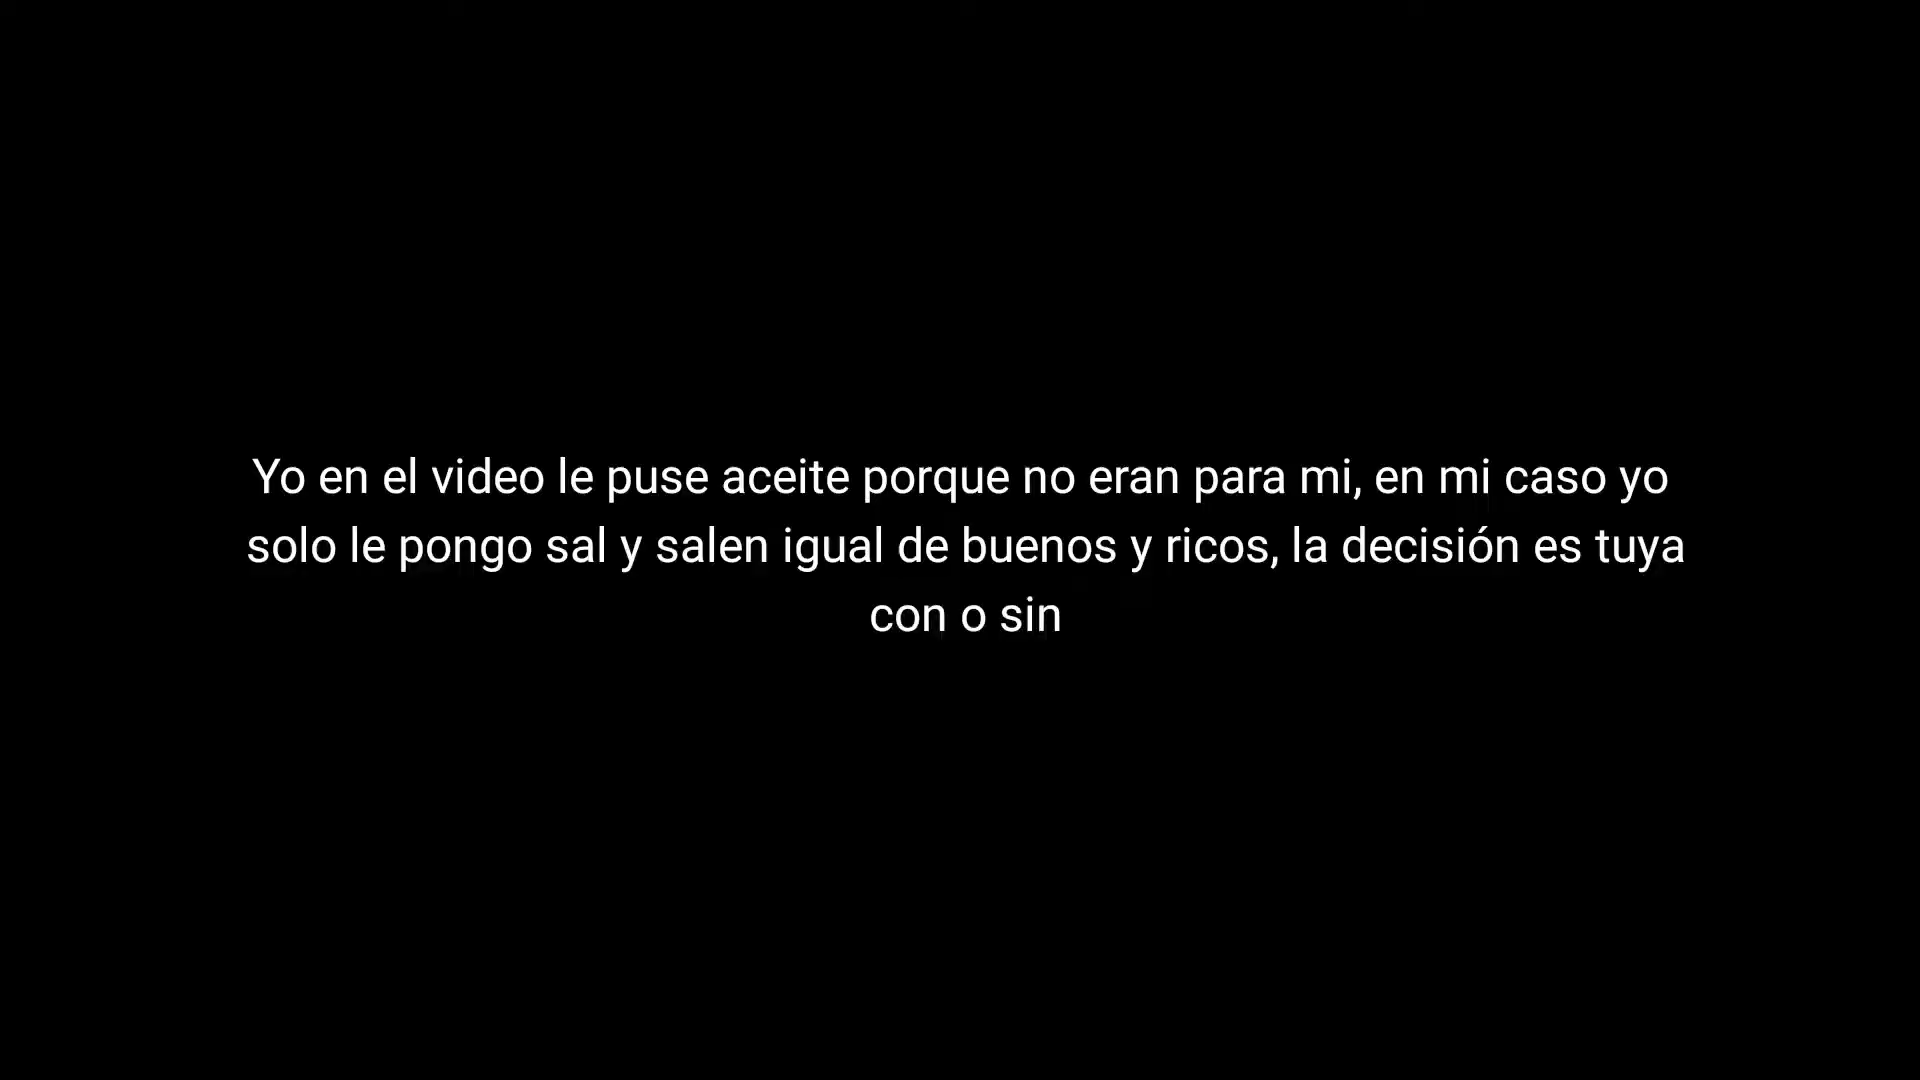 Yo en el video le puse aceite porque no eran para mi, en mi caso yo
solo le pongo sal y salen igual de buenos y ricos, la decisión es tuya
con o sin